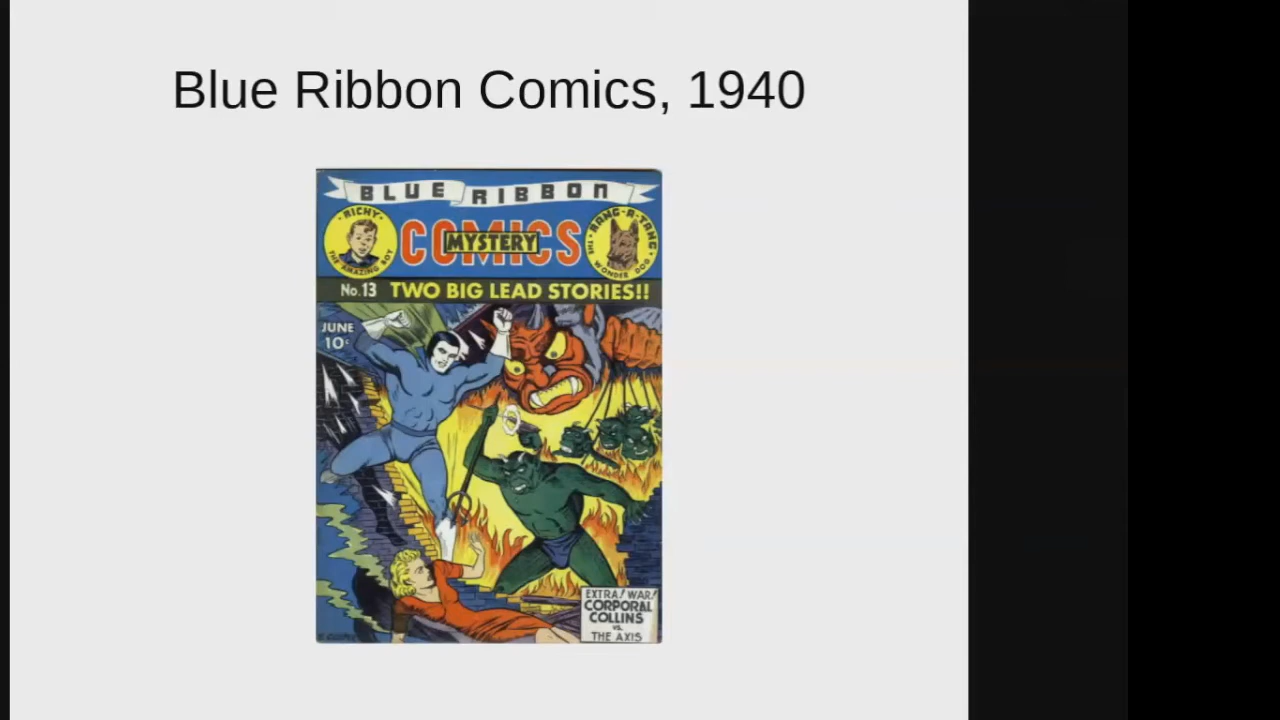 Blue Ribbon Comics, 1940
BLUE RIBBON
RICHY
THE AMAZING BOY
COMICS
MYSTERY
RANG-A-TANG
THE WONDER DOG
No.13 TWO BIG LEAD STORIES!!
JUNE
10¢
EXTRA! WAR!
CORPORAL
COLLINS
vs.
THE AXIS